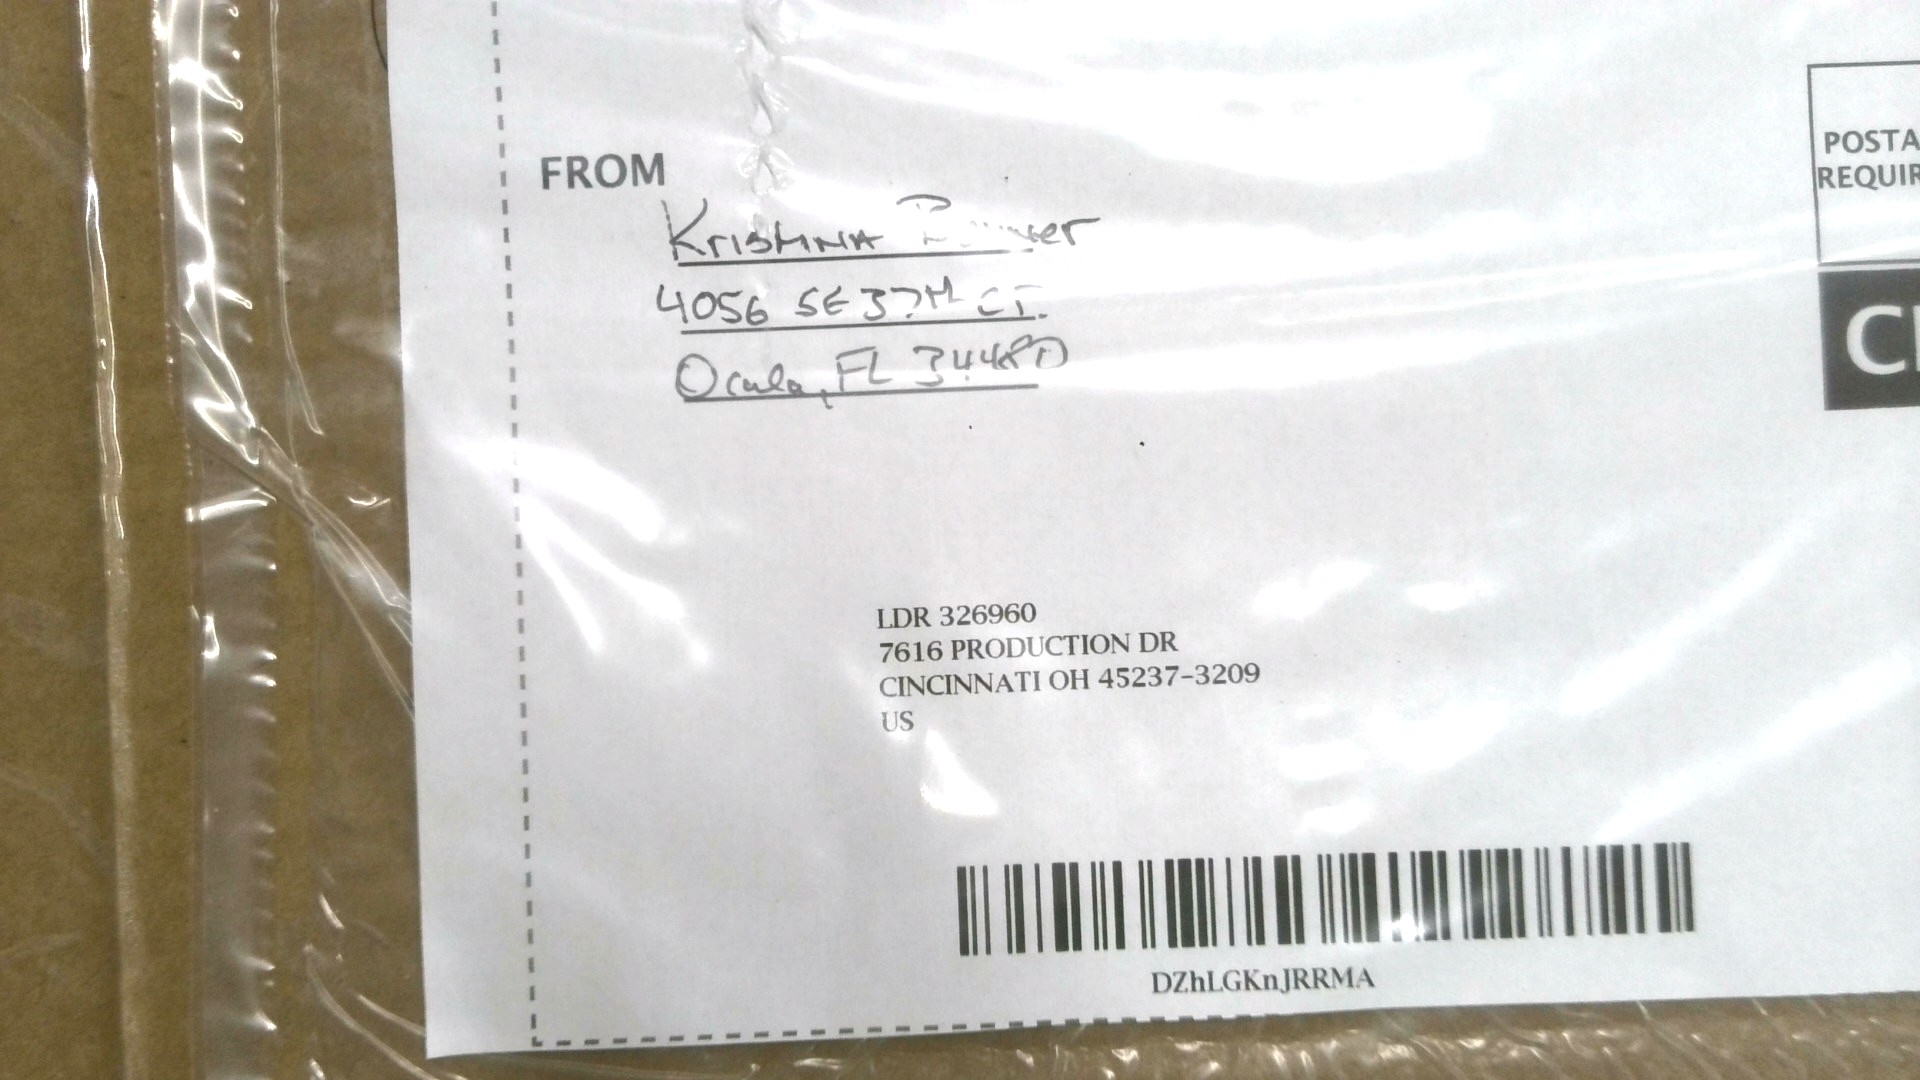 FROM
Krishna
4056 SE 37th CT.
Ocala, FL 34480
POSTA
REQUIR
LDR 326960
7616 PRODUCTION DR
CINCINNATI OH 45237-3209
US
DZhLGKnJRRMA